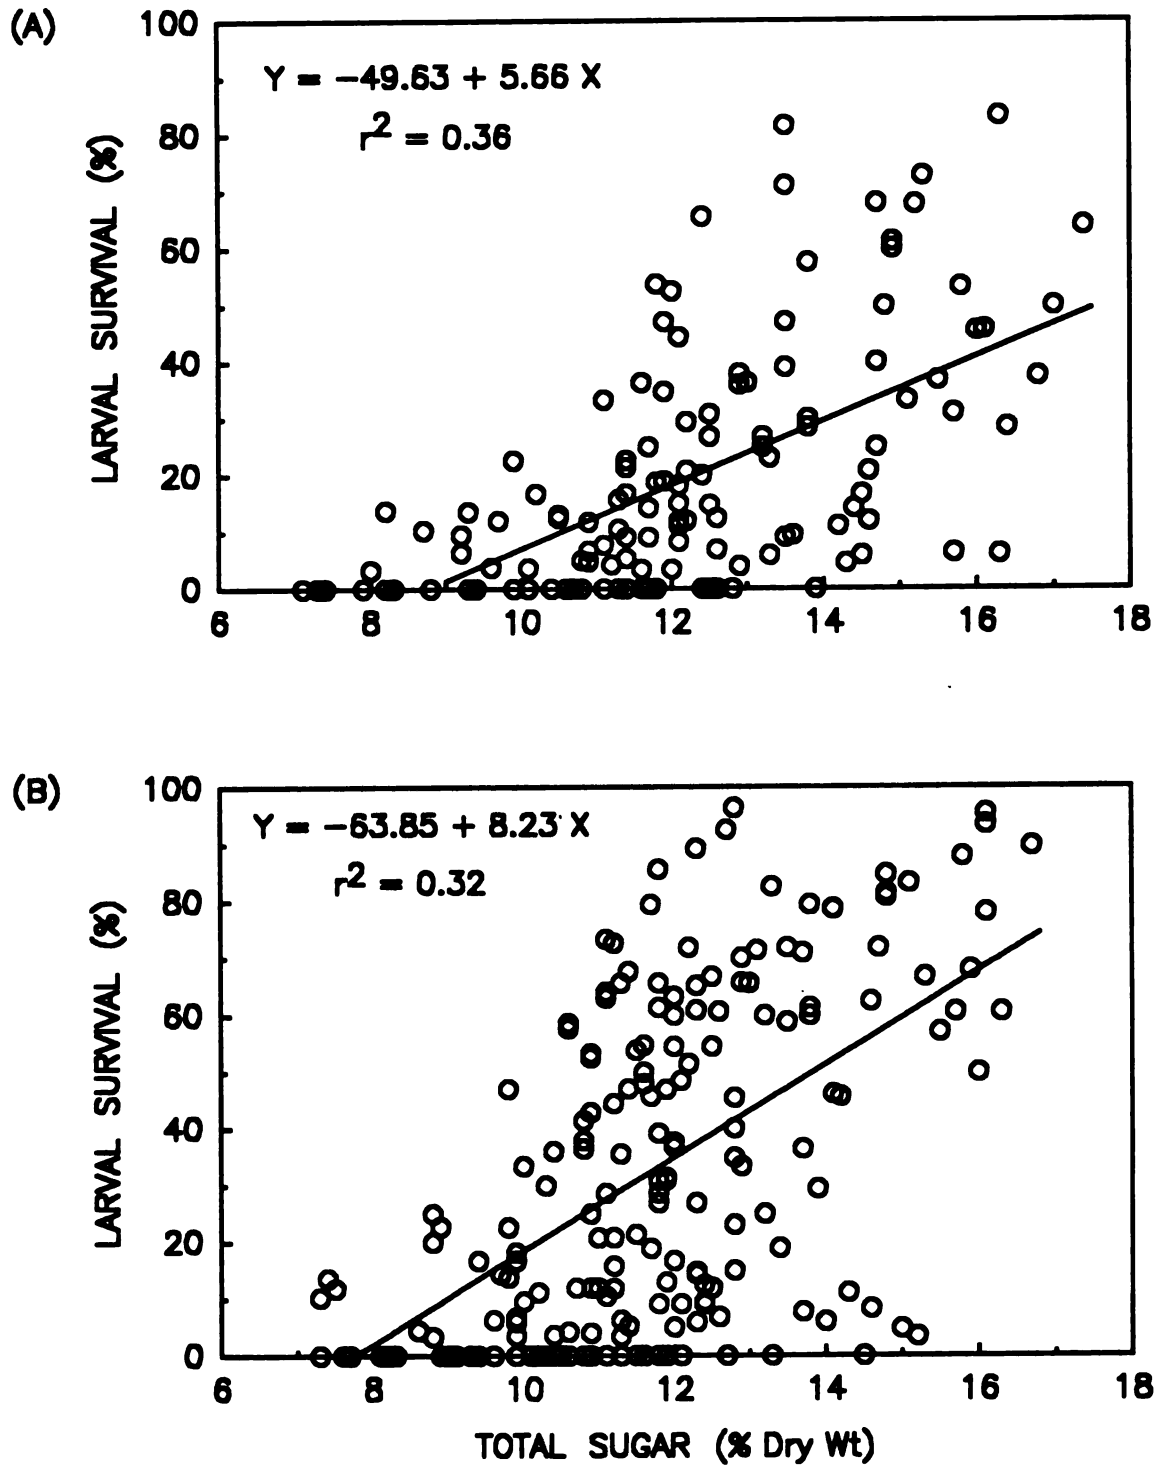 (A)
100
80
60
40
20
0
LARVAL SURVIVAL (%)
Y = -49.63 + 5.66 X
r² = 0.36
6 8 10 12 14 16 18
(B)
100
80
60
40
20
0
LARVAL SURVIVAL (%)
Y = -63.85 + 8.23 X
r² = 0.32
6 8 10 12 14 16 18
TOTAL SUGAR (% Dry Wt)